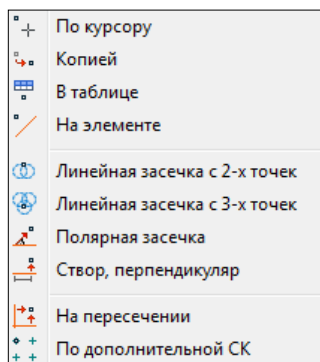 По курсору
Копией
В таблице
На элементе
Линейная засечка с 2-х точек
Линейная засечка с 3-х точек
Полярная засечка
Створ, перпендикуляр
На пересечении
По дополнительной СК